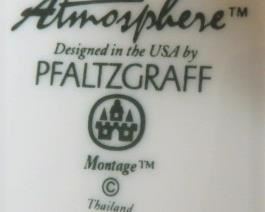 Atmosphere™
Designed in the USA by
PFALTZGRAFF
Montage™
©
Thailand